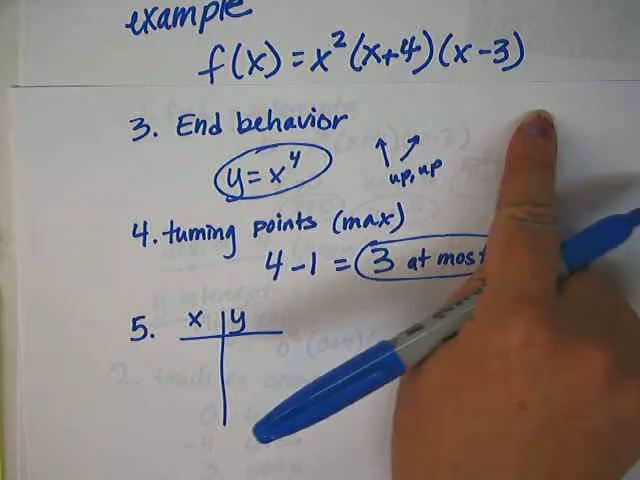 example
f(x) = x²(x+4)(x-3)
3. End behavior
y = x⁴
up, up
4. turning points (max)
4-1 = 3 at most
5. x y